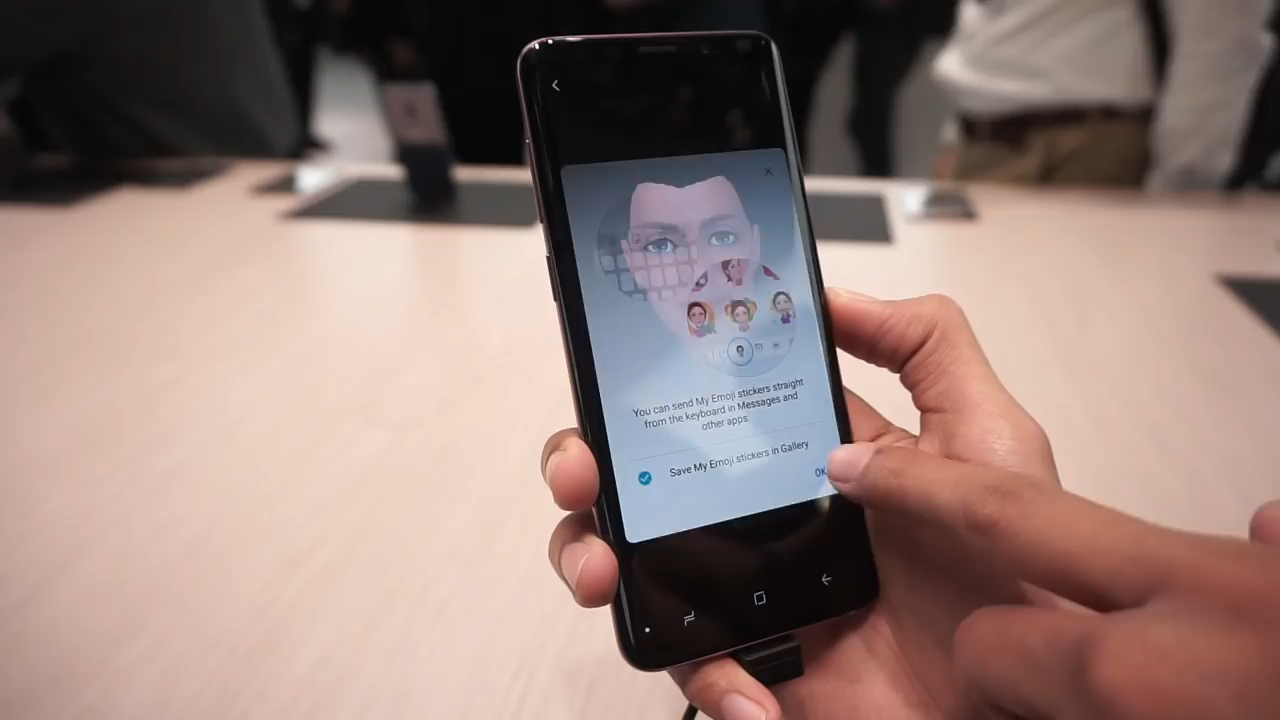 You can send My Emoji stickers straight
from the keyboard in Messages and
other apps.
Save My Emoji stickers in Gallery
OK